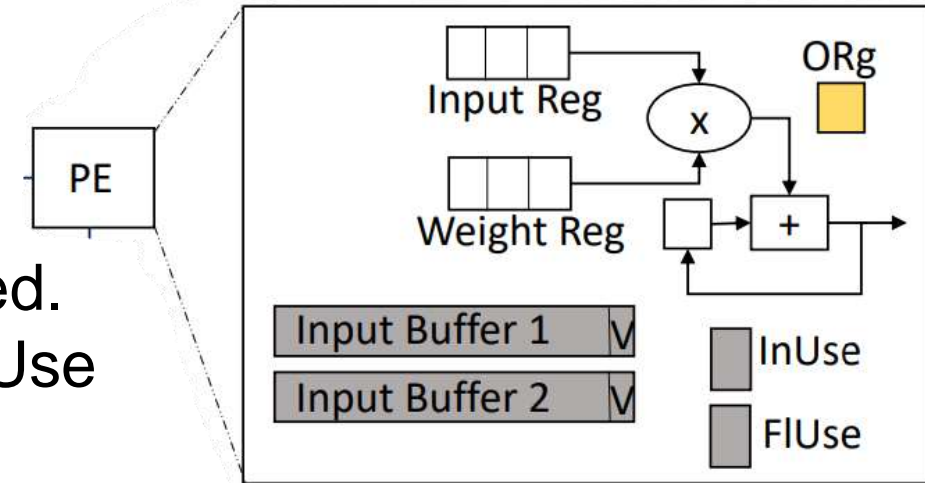 PE
ed.
Use
Input Reg
x
ORg
Weight Reg
+
Input Buffer 1 V
Input Buffer 2 V
InUse
FlUse